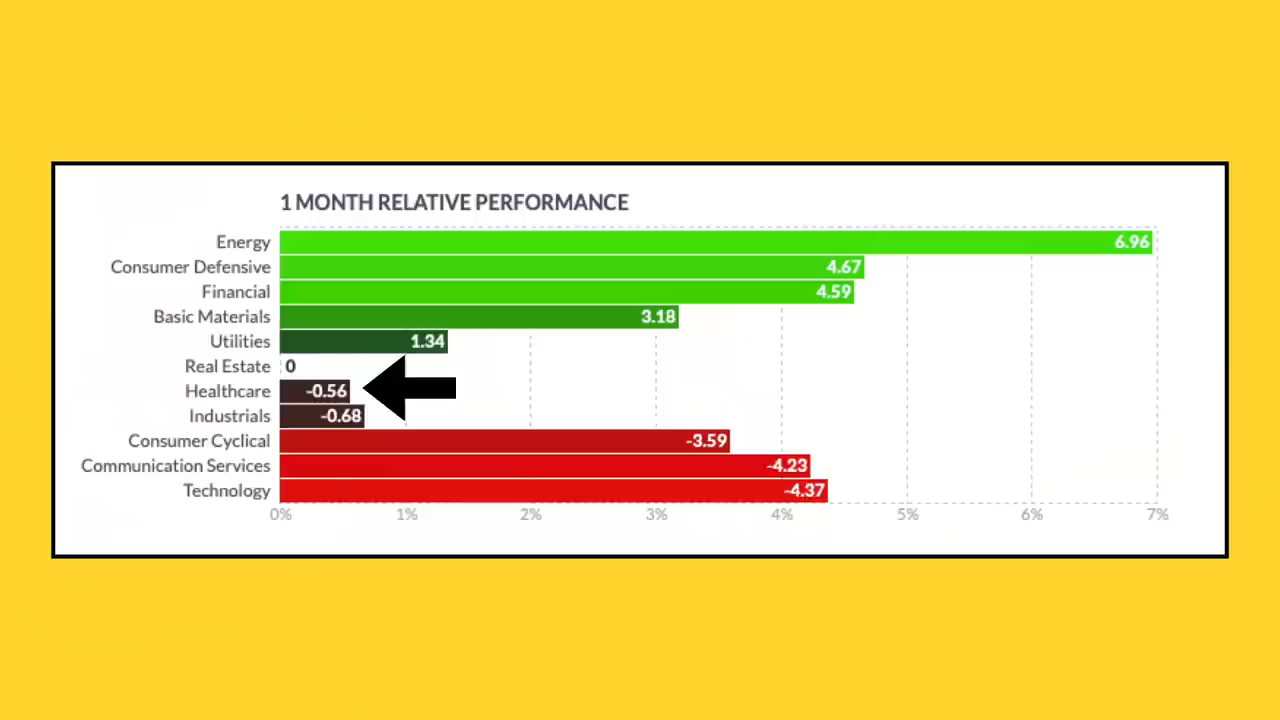 1 MONTH RELATIVE PERFORMANCE
Energy 6.96
Consumer Defensive 4.67
Financial 4.59
Basic Materials 3.18
Utilities 1.34
Real Estate 0
Healthcare -0.56
Industrials -0.68
Consumer Cyclical -3.59
Communication Services -4.23
Technology -4.37
0% 1% 2% 3% 4% 5% 6% 7%